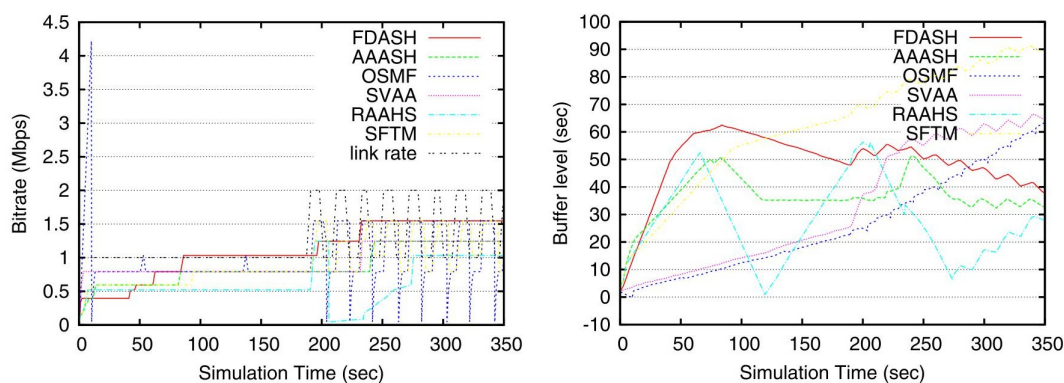 4.5
4
3.5
3
2.5
2
1.5
1
0.5
0
Bitrate (Mbps)
FDASH
AAASH
OSMF
SVAA
RAAHS
SFTM
link rate
0 50 100 150 200 250 300 350
Simulation Time (sec)
100
90
80
70
60
50
40
30
20
10
0
-10
Buffer level (sec)
FDASH
AAASH
OSMF
SVAA
RAAHS
SFTM
0 50 100 150 200 250 300 350
Simulation Time (sec)